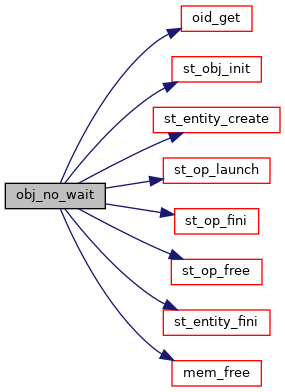 oid_get
st_obj_init
st_entity_create
st_op_launch
obj_no_wait
st_op_fini
st_op_free
st_entity_fini
mem_free